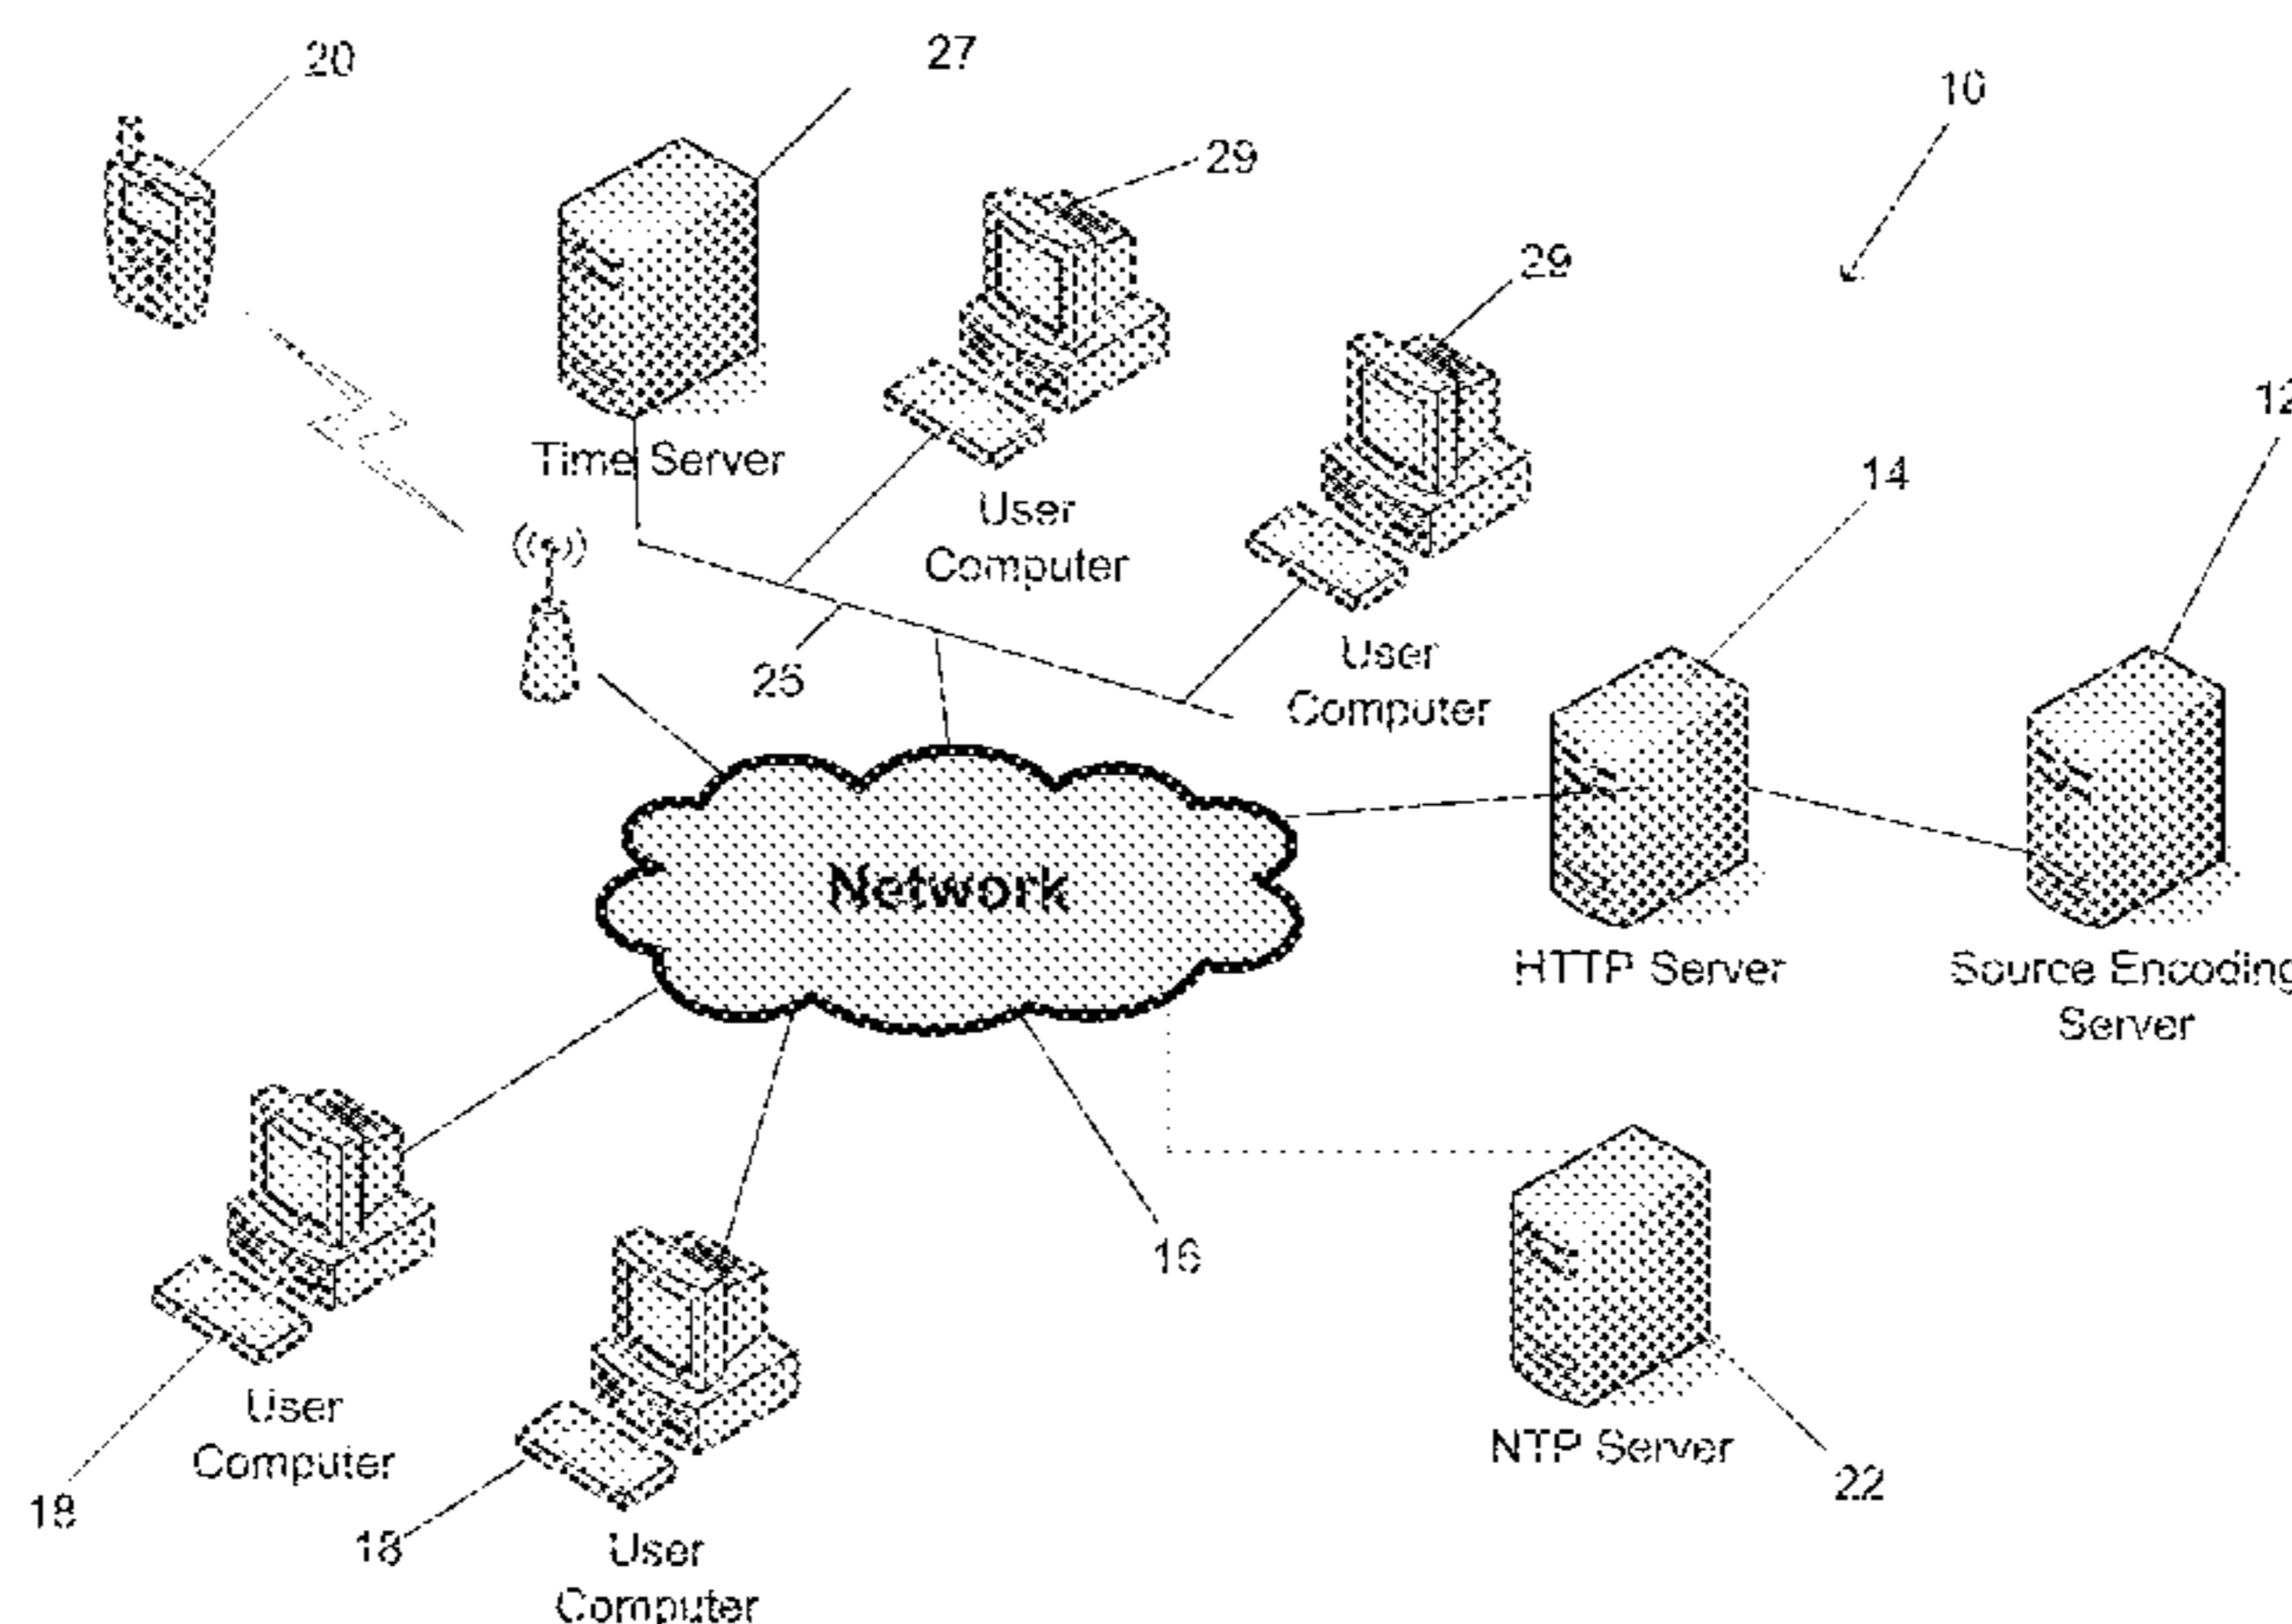 20
27
10
29
29
12
14
Time Server
User
Computer
25
User
Computer
Network
HTTP Server
Source Encoding
Server
16
User
Computer
NTP Server
22
18
18
User
Computer